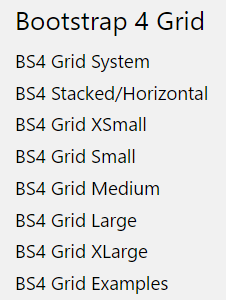 Bootstrap 4 Grid
BS4 Grid System
BS4 Stacked/Horizontal
BS4 Grid XSmall
BS4 Grid Small
BS4 Grid Medium
BS4 Grid Large
BS4 Grid XLarge
BS4 Grid Examples